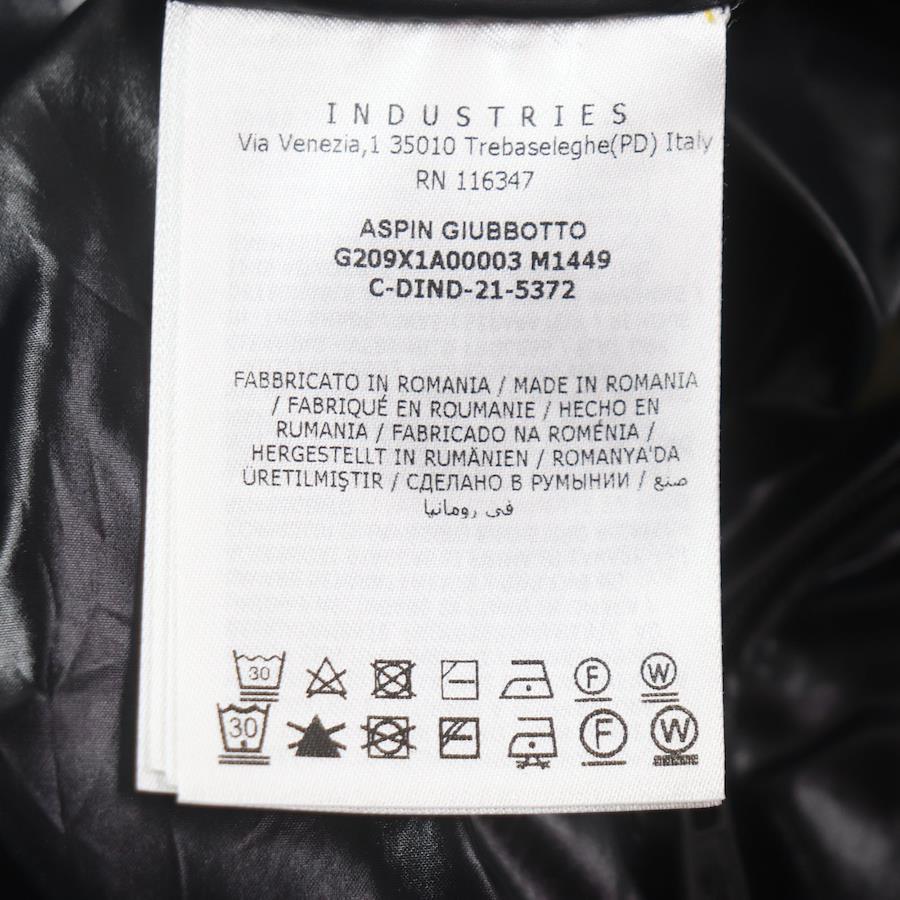 INDUSTRIES
Via Venezia,1 35010 Trebaseleghe(PD) Italy
RN 116347
ASPIN GIUBBOTTO
G209X1A00003 M1449
C-DIND-21-5372
FABBRICATO IN ROMANIA / MADE IN ROMANIA
/ FABRIQUÉ EN ROUMANIE / HECHO EN
RUMANIA / FABRICADO NA ROMÉNIA /
HERGESTELLT IN RUMÄNIEN / ROMANYA'DA
ÜRETILMIŞTIR / СДЕЛАНО В РУМЫНИИ / صنع
في رومانيا
30 F W
30 F W